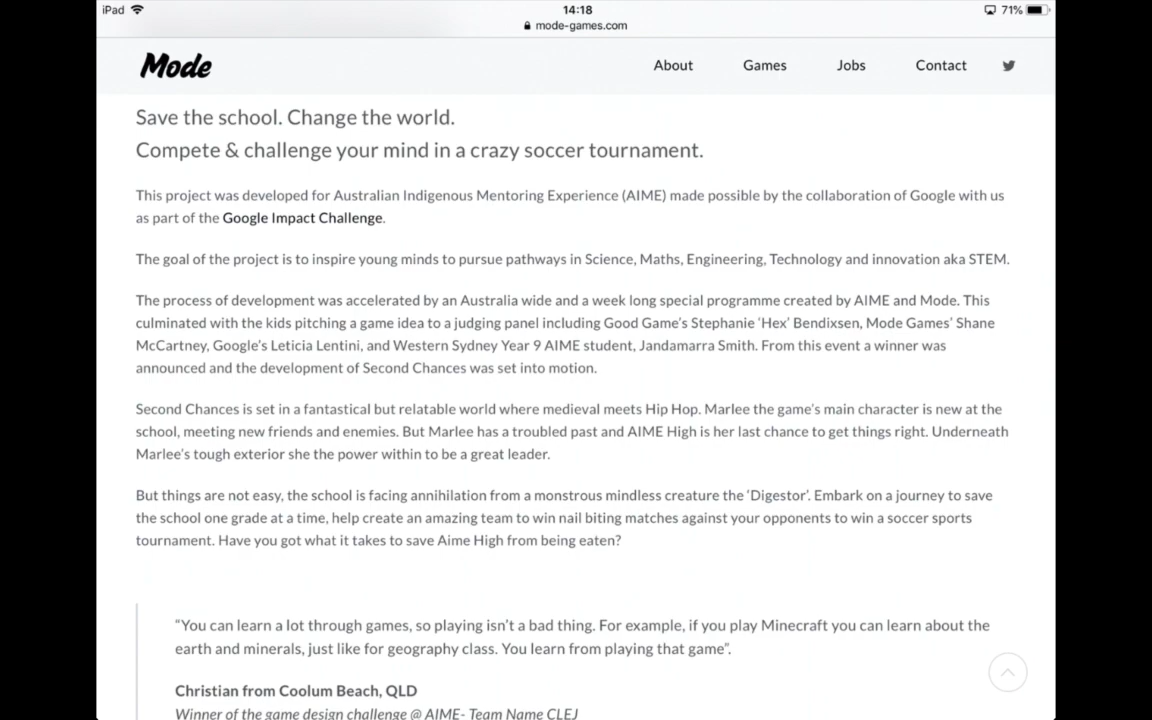 iPad 14:18 71%
mode-games.com
Mode About Games Jobs Contact
Save the school. Change the world.
Compete & challenge your mind in a crazy soccer tournament.
This project was developed for Australian Indigenous Mentoring Experience (AIME) made possible by the collaboration of Google with us
as part of the Google Impact Challenge.
The goal of the project is to inspire young minds to pursue pathways in Science, Maths, Engineering, Technology and innovation aka STEM.
The process of development was accelerated by an Australia wide and a week long special programme created by AIME and Mode. This
culminated with the kids pitching a game idea to a judging panel including Good Game’s Stephanie ‘Hex’ Bendixsen, Mode Games’ Shane
McCartney, Google’s Leticia Lentini, and Western Sydney Year 9 AIME student, Jandamarra Smith. From this event a winner was
announced and the development of Second Chances was set into motion.
Second Chances is set in a fantastical but relatable world where medieval meets Hip Hop. Marlee the game’s main character is new at the
school, meeting new friends and enemies. But Marlee has a troubled past and AIME High is her last chance to get things right. Underneath
Marlee’s tough exterior she the power within to be a great leader.
But things are not easy, the school is facing annihilation from a monstrous mindless creature the ‘Digestor’. Embark on a journey to save
the school one grade at a time, help create an amazing team to win nail biting matches against your opponents to win a soccer sports
tournament. Have you got what it takes to save Aime High from being eaten?
“You can learn a lot through games, so playing isn’t a bad thing. For example, if you play Minecraft you can learn about the
earth and minerals, just like for geography class. You learn from playing that game”.
Christian from Coolum Beach, QLD
Winner of the game design challenge @ AIME- Team Name CLEJ